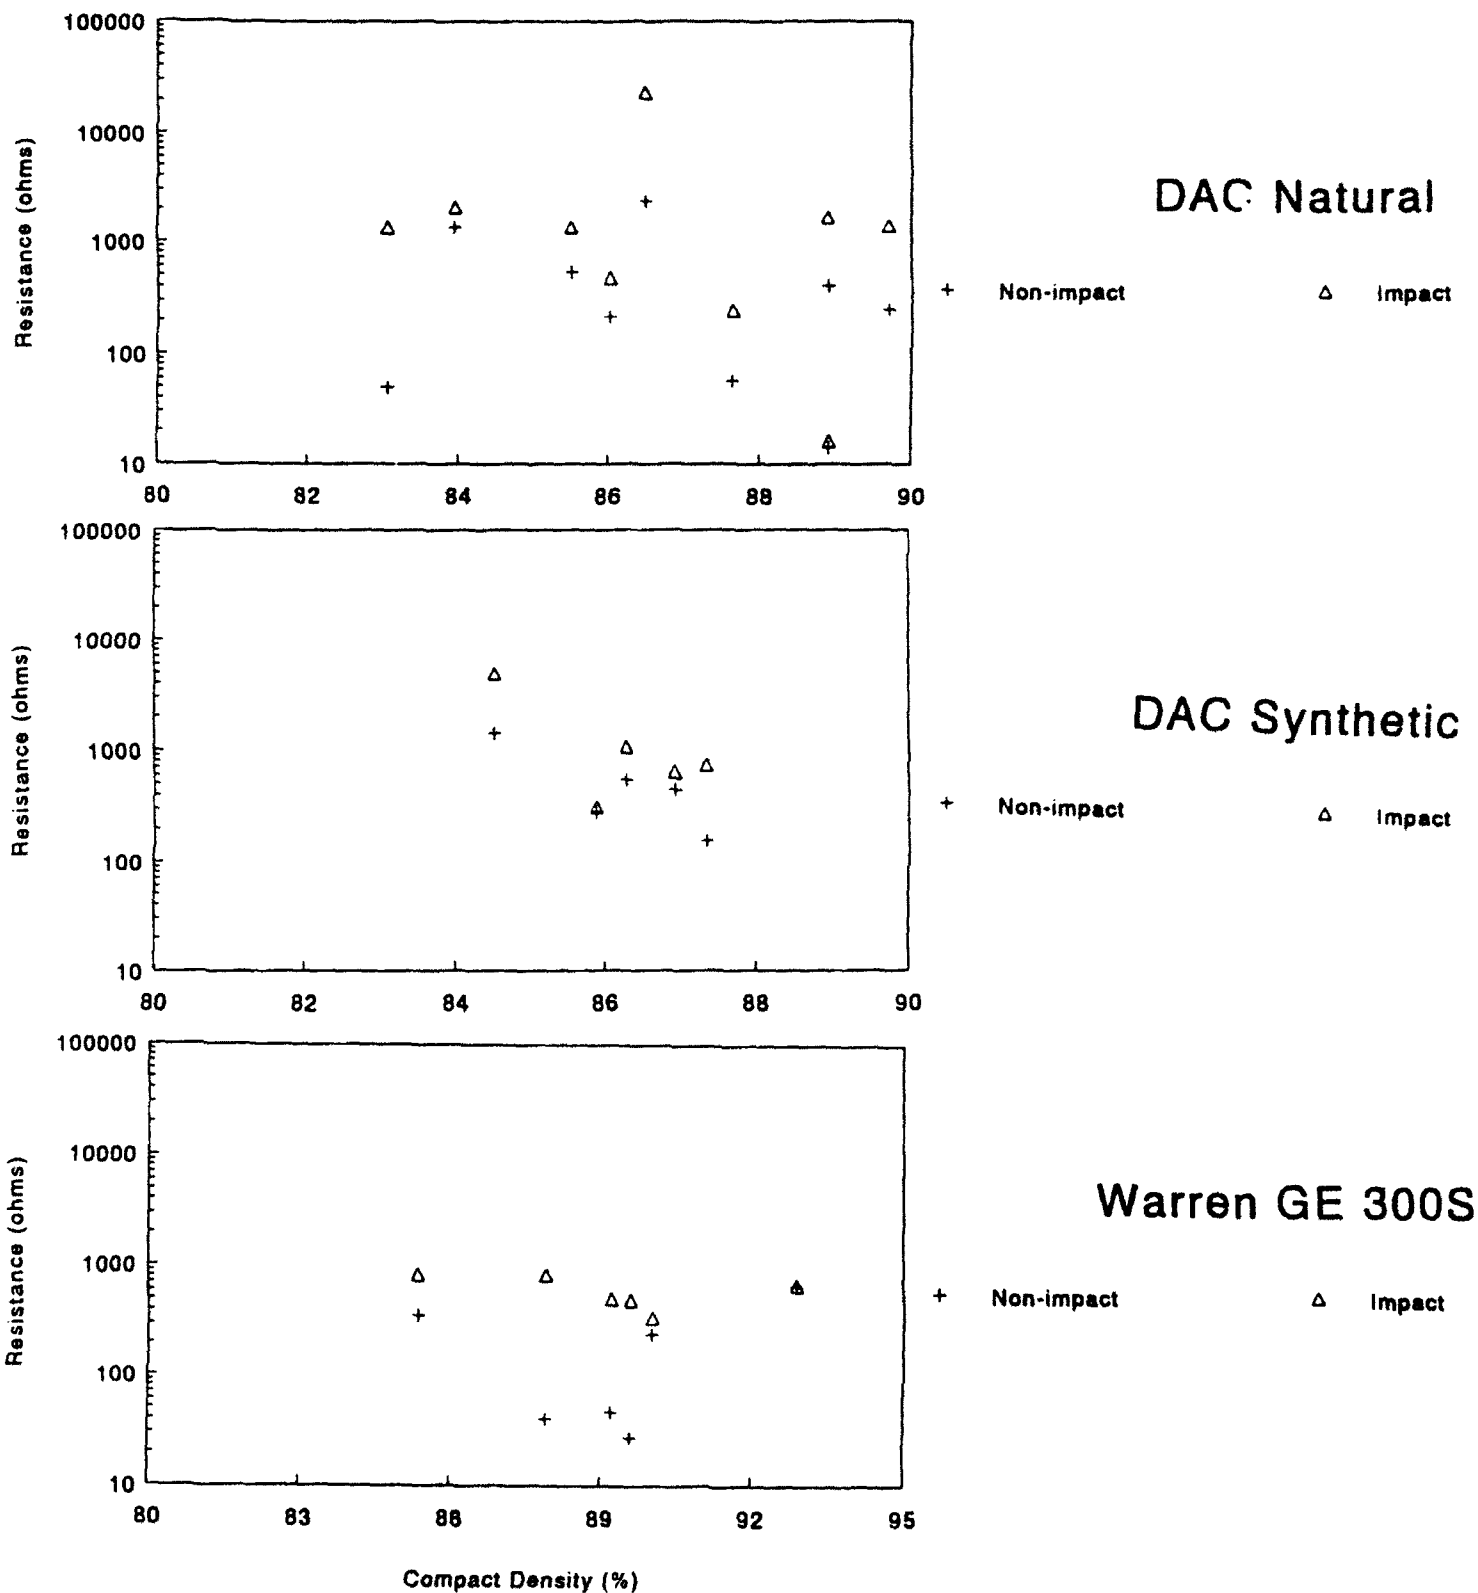 100000
10000
1000
100
10
Resistance (ohms)
80 82 84 86 88 90
DAC Natural
+ Non-impact △ Impact
100000
10000
1000
100
10
Resistance (ohms)
80 82 84 86 88 90
DAC Synthetic
+ Non-impact △ Impact
100000
10000
1000
100
10
Resistance (ohms)
80 83 86 89 92 95
Warren GE 300S
+ Non-impact △ Impact
Compact Density (%)